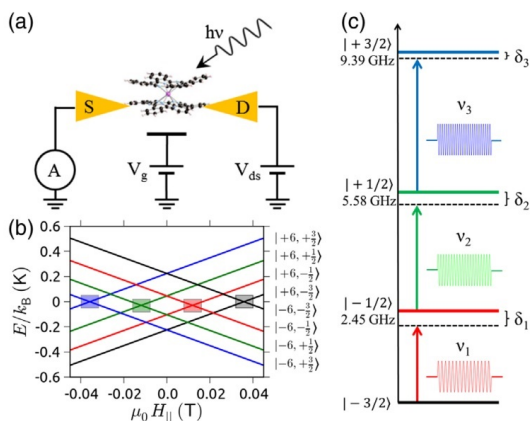 (a)
hν
S
D
A
V_g
V_ds
(b)
E/k_B (K)
0.6
0.4
0.2
0
-0.2
-0.4
-0.6
-0.04
-0.02
0.00
0.02
0.04
μ_0 H_|| (T)
|+6, +3/2⟩
|+6, +1/2⟩
|+6, -1/2⟩
|+6, -3/2⟩
|-6, -3/2⟩
|-6, -1/2⟩
|-6, +1/2⟩
|-6, +3/2⟩
(c)
| + 3/2⟩
9.39 GHz
δ_3
ν_3
| + 1/2⟩
5.58 GHz
δ_2
ν_2
| − 1/2⟩
2.45 GHz
δ_1
ν_1
| − 3/2⟩